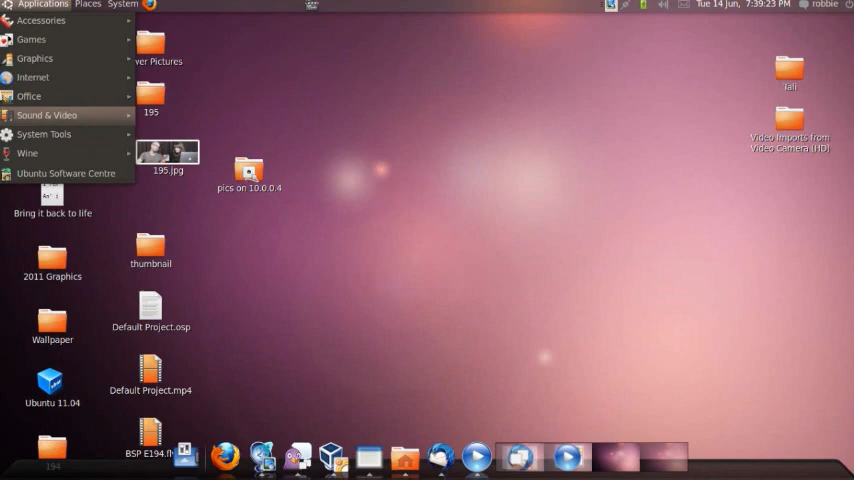 Applications Places System
Tue 14 Jun, 7:39:23 PM robbie
Accessories
Games
Graphics
Internet
Office
Sound & Video
System Tools
Wine
Ubuntu Software Centre
ver Pictures
195
195.jpg
pics on 10.0.0.4
Tali
Video Imports from
Video Camera (HD)
Bring it back to life
thumbnail
2011 Graphics
Default Project.osp
Wallpaper
Default Project.mp4
Ubuntu 11.04
BSP E194.fl
194